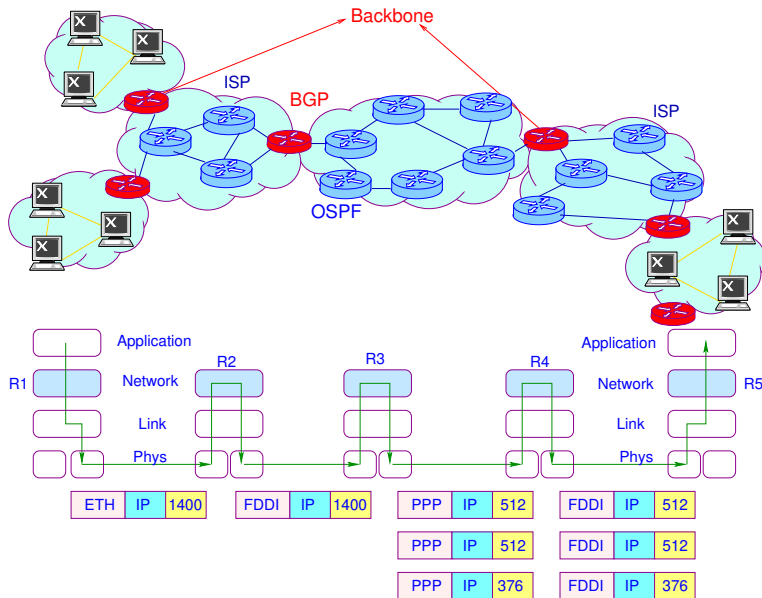 Backbone
ISP
BGP
ISP
OSPF
X
X
X
X
X
X
X
X
X
Application
Application
R1
Network
R2
R3
R4
Network
R5
Link
Link
Phys
Phys
ETH IP 1400
FDDI IP 1400
PPP IP 512
FDDI IP 512
PPP IP 512
FDDI IP 512
PPP IP 376
FDDI IP 376